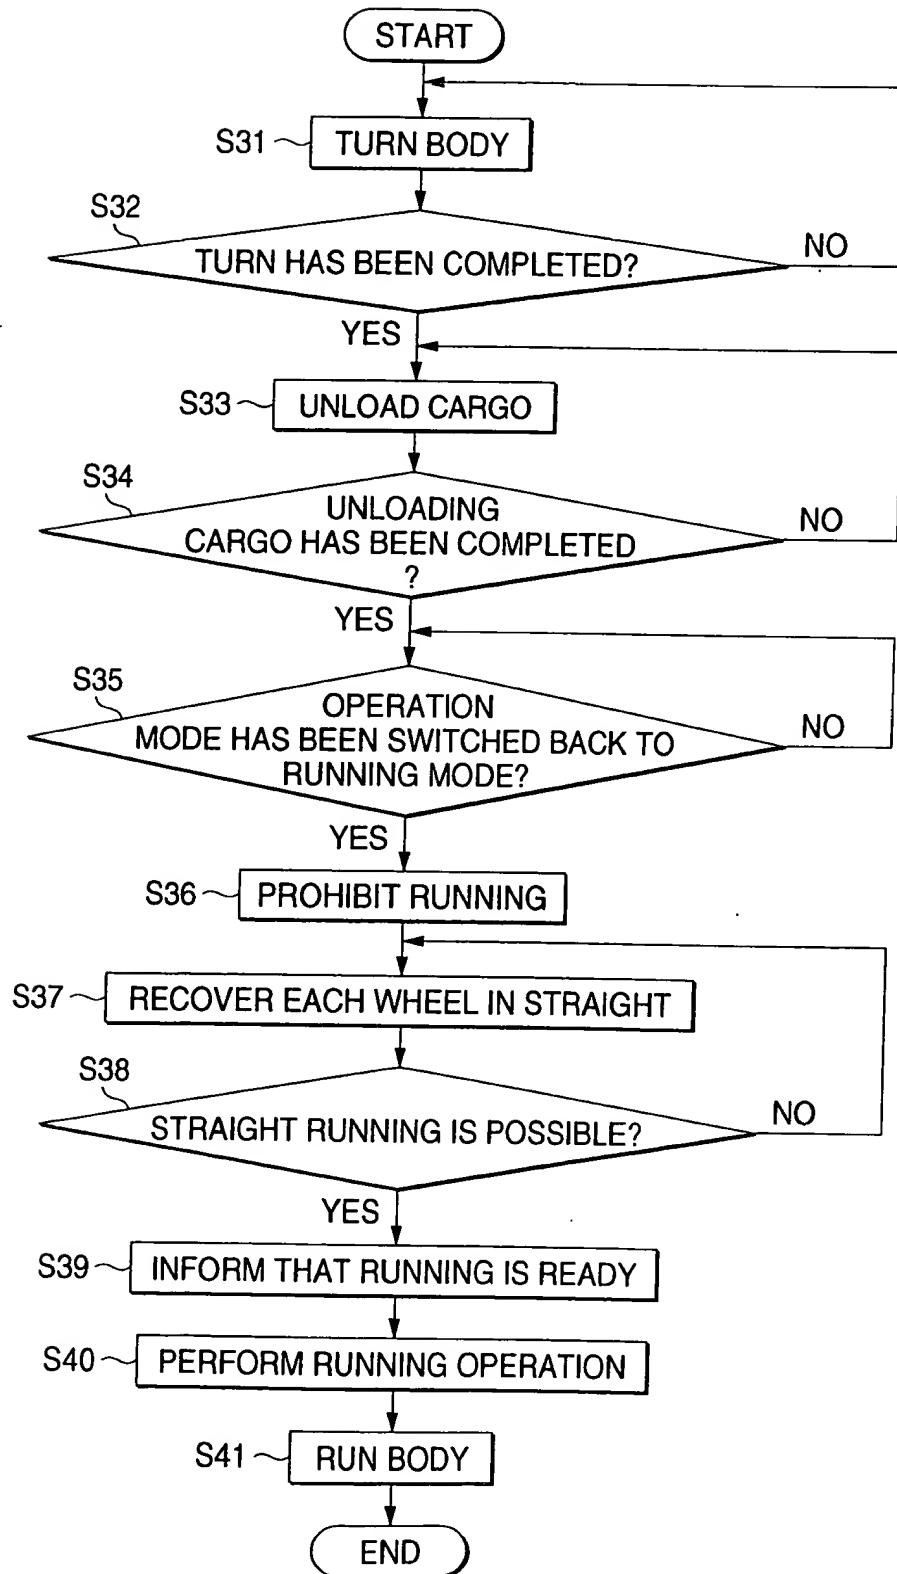 START
S31
TURN BODY
S32
TURN HAS BEEN COMPLETED?
NO
YES
S33
UNLOAD CARGO
S34
UNLOADING
CARGO HAS BEEN COMPLETED
?
NO
YES
S35
OPERATION
MODE HAS BEEN SWITCHED BACK TO
RUNNING MODE?
NO
YES
S36
PROHIBIT RUNNING
S37
RECOVER EACH WHEEL IN STRAIGHT
S38
STRAIGHT RUNNING IS POSSIBLE?
NO
YES
S39
INFORM THAT RUNNING IS READY
S40
PERFORM RUNNING OPERATION
S41
RUN BODY
END